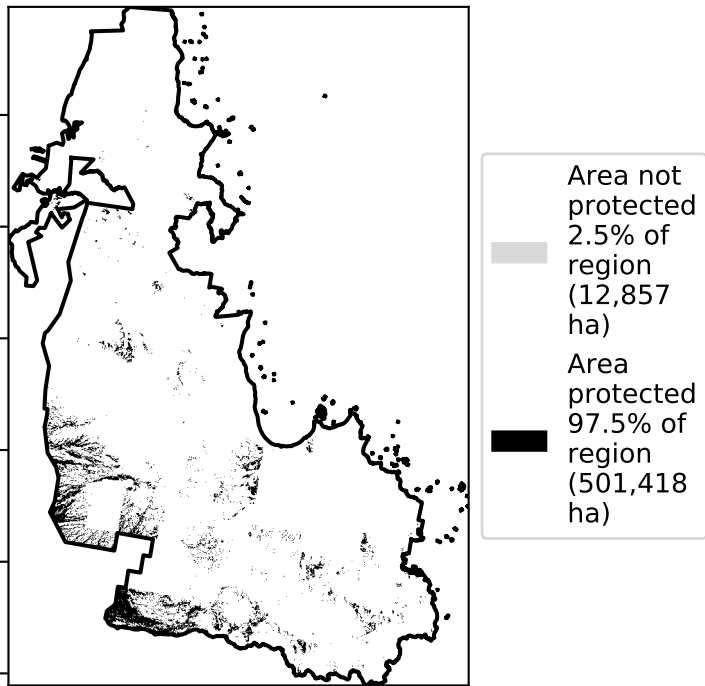 Area not
protected
2.5% of
region
(12,857
ha)
Area
protected
97.5% of
region
(501,418
ha)